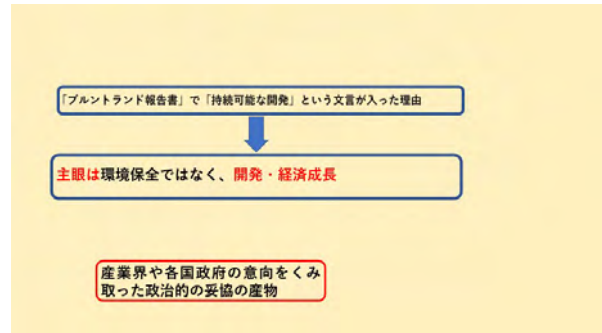 「ブルントランド報告書」で「持続可能な開発」という文言が入った理由
主眼は環境保全ではなく、開発・経済成長
産業界や各国政府の意向をくみ
取った政治的の妥協の産物